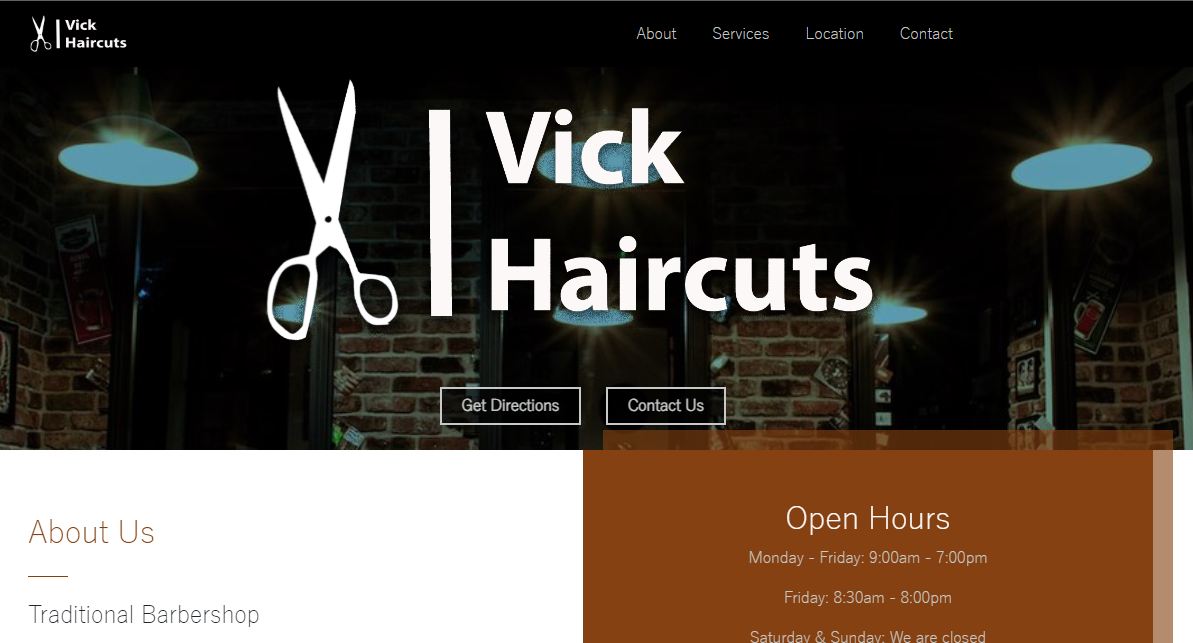 Vick
Haircuts
About Services Location Contact
Vick
Haircuts
Get Directions Contact Us
About Us
Traditional Barbershop
Open Hours
Monday - Friday: 9:00am - 7:00pm
Friday: 8:30am - 8:00pm
Saturday & Sunday: We are closed